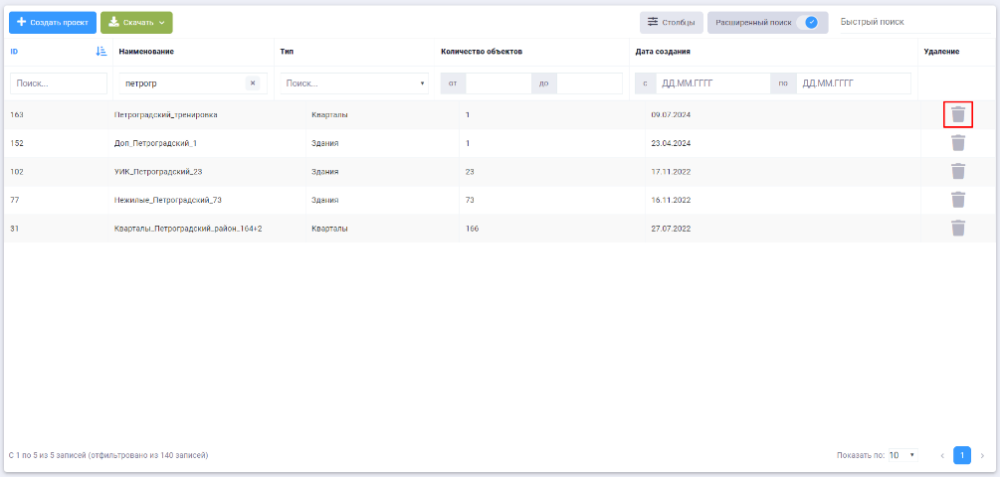 Создать проект Скачать Столбцы Расширенный поиск Быстрый поиск
ID Наименование Тип Количество объектов Дата создания Удаление
Поиск... петрогр × Поиск... от до с ДД.ММ.ГГГГ по ДД.ММ.ГГГГ
163 Петроградский_тренировка Кварталы 1 09.07.2024
152 Доп_Петроградский_1 Здания 1 23.04.2024
102 УИК_Петроградский_23 Здания 23 17.11.2022
77 Нежилые_Петроградский_73 Здания 73 16.11.2022
31 Кварталы_Петроградский_район_164+2 Кварталы 166 27.07.2022
С 1 по 5 из 5 записей (отфильтровано из 140 записей) Показать по: 10 ‹ 1 ›